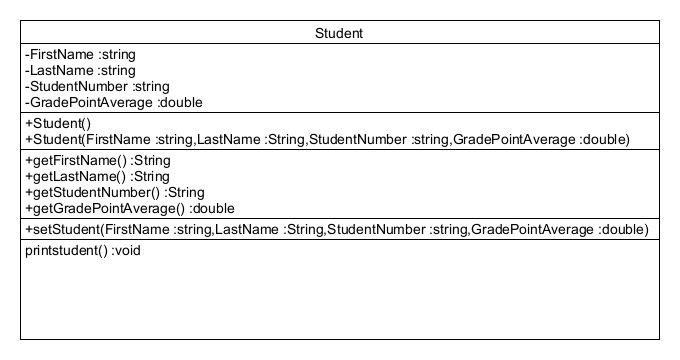 Student
-FirstName :string
-LastName :string
-StudentNumber :string
-GradePointAverage :double
+Student()
+Student(FirstName :string,LastName :String,StudentNumber :string,GradePointAverage :double)
+getFirstName() :String
+getLastName() :String
+getStudentNumber() :String
+getGradePointAverage() :double
+setStudent(FirstName :string,LastName :String,StudentNumber :string,GradePointAverage :double)
printstudent() :void